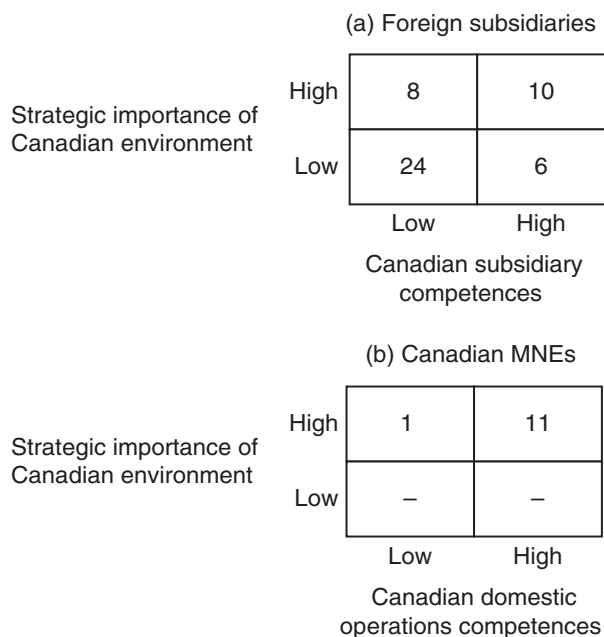 (a) Foreign subsidiaries
Strategic importance of
Canadian environment
High 8 10
Low 24 6
Low High
Canadian subsidiary
competences
(b) Canadian MNEs
Strategic importance of
Canadian environment
High 1 11
Low – –
Low High
Canadian domestic
operations competences